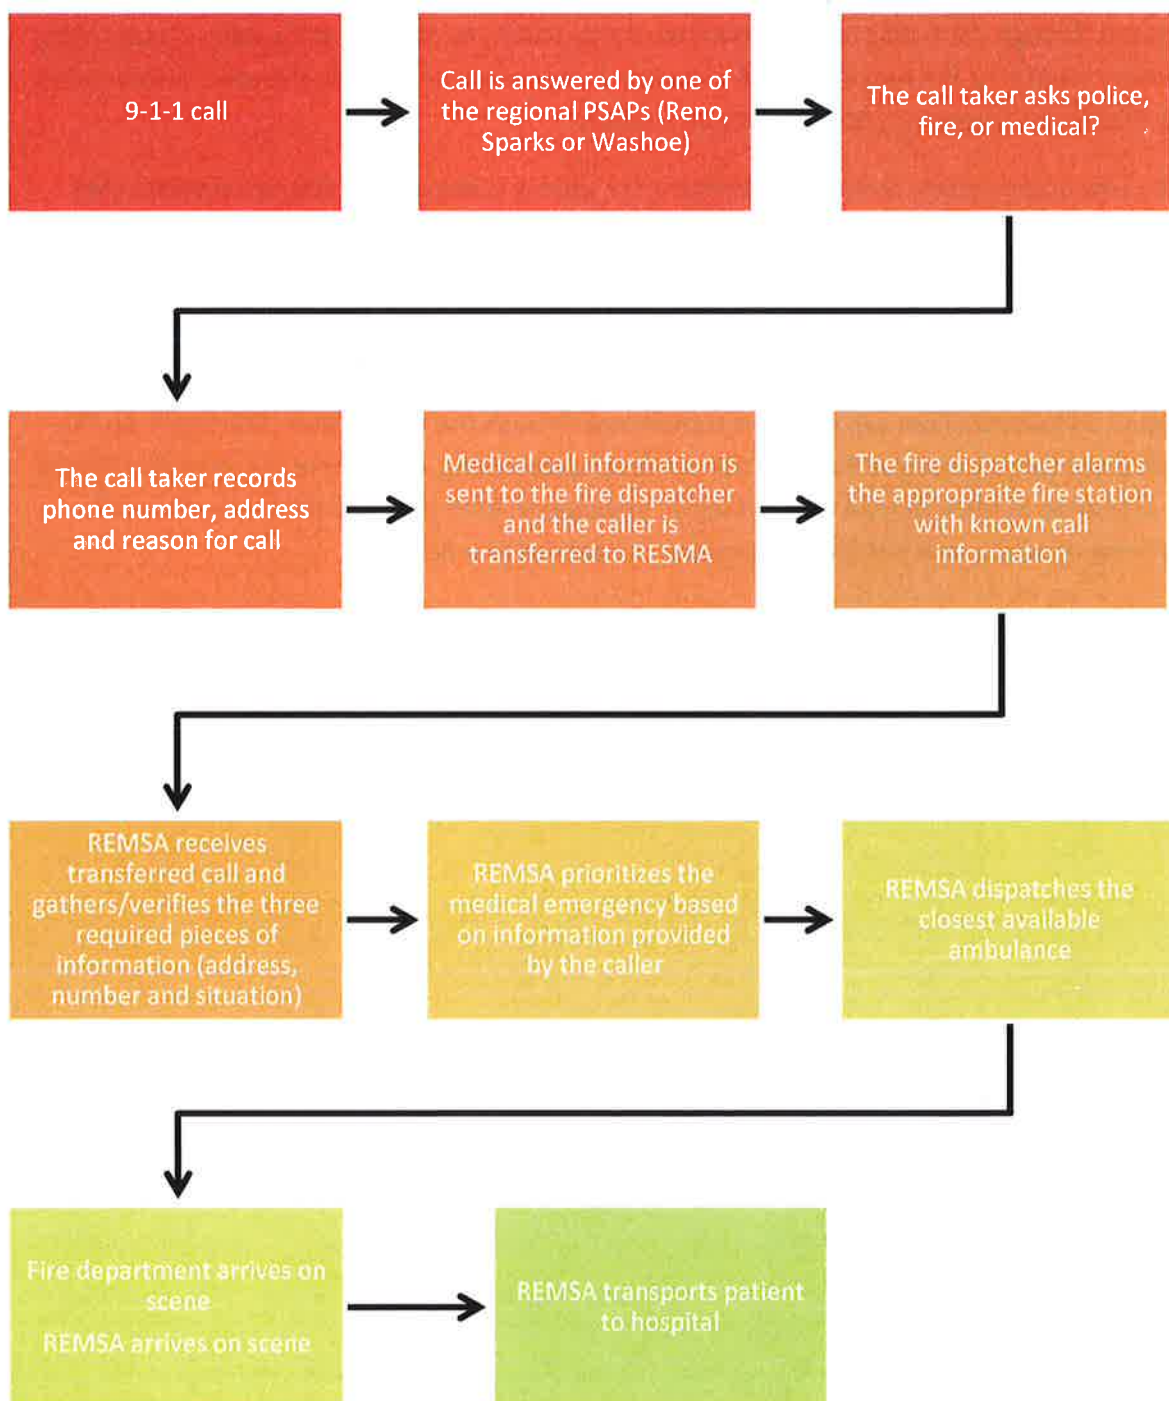 9-1-1 call
Call is answered by one of
the regional PSAPs (Reno,
Sparks or Washoe)
The call taker asks police,
fire, or medical?
The call taker records
phone number, address
and reason for call
Medical call information is
sent to the fire dispatcher
and the caller is
transferred to RESMA
The fire dispatcher alarms
the appropraite fire station
with known call
information
REMSA receives
transferred call and
gathers/verifies the three
required pieces of
information (address,
number and situation)
REMSA prioritizes the
medical emergency based
on information provided
by the caller
REMSA dispatches the
closest available
ambulance
Fire department arrives on
scene
REMSA arrives on scene
REMSA transports patient
to hospital